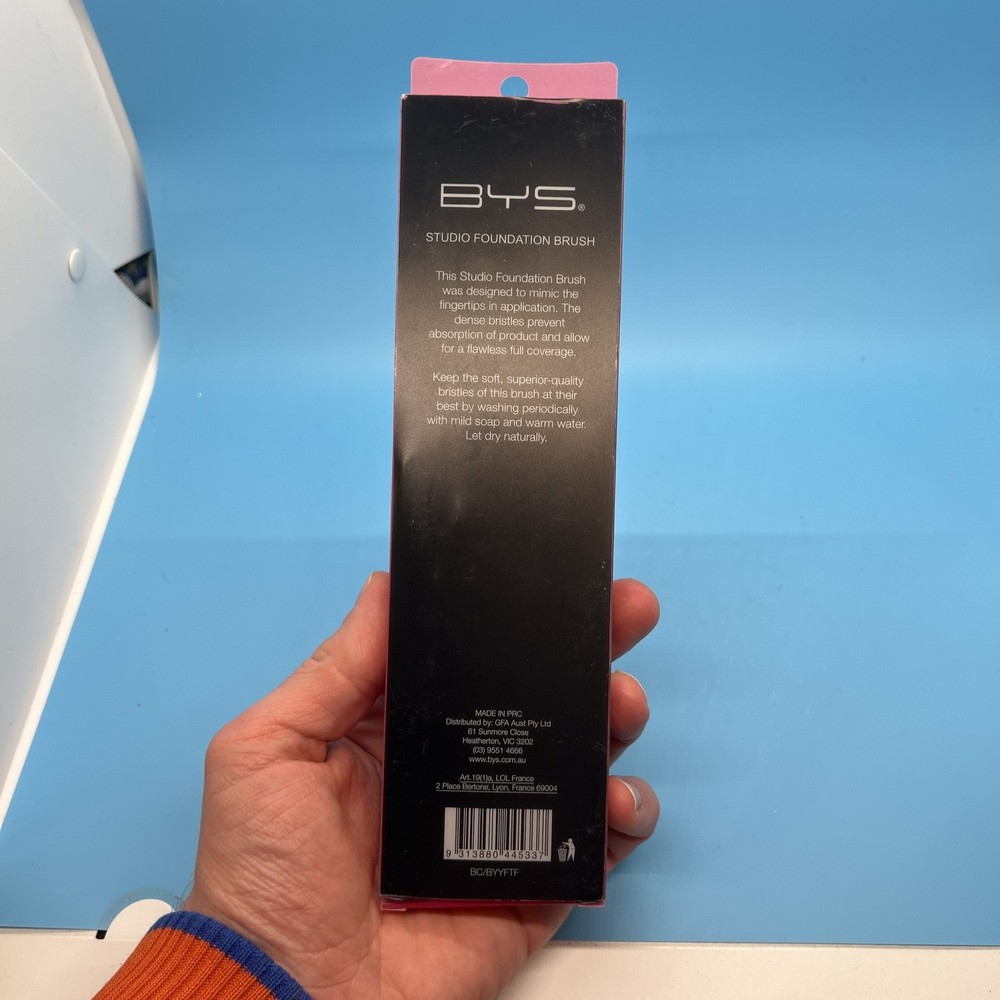 BYS®
STUDIO FOUNDATION BRUSH
This Studio Foundation Brush
was designed to mimic the
fingertips in application. The
dense bristles prevent
absorption of product and allow
for a flawless full coverage.
Keep the soft, superior-quality
bristles of this brush at their
best by washing periodically
with mild soap and warm water.
Let dry naturally.
MADE IN PRC
Distributed by: GFA Aust Pty Ltd
61 Sunmore Close
Heatherton, VIC 3202
(03) 9551 4666
www.bys.com.au
Art.19(1)a, LOL France
2 Place Bertone, Lyon, France 69004
9 313880 445337
BC/BYYFTF